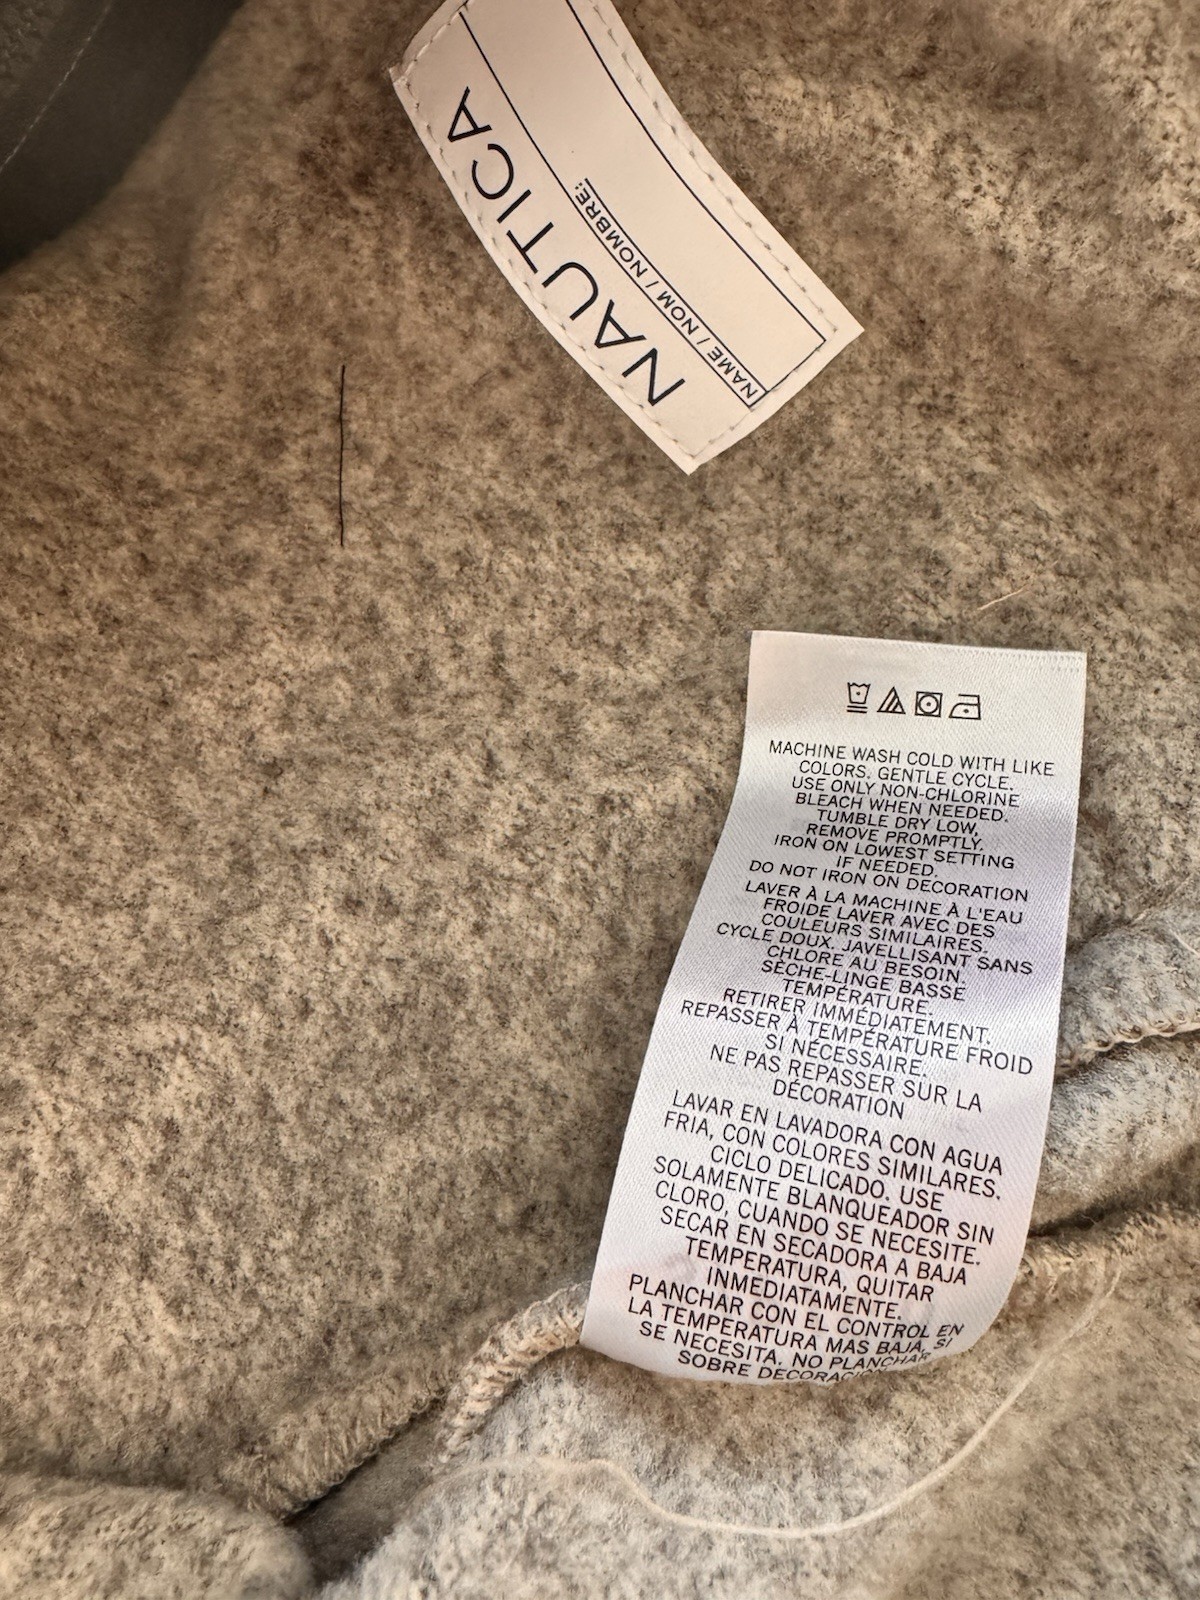 NAUTICA
NAME / NOM / NOMBRE:
MACHINE WASH COLD WITH LIKE
COLORS. GENTLE CYCLE.
USE ONLY NON-CHLORINE
BLEACH WHEN NEEDED.
TUMBLE DRY LOW,
REMOVE PROMPTLY.
IRON ON LOWEST SETTING
IF NEEDED.
DO NOT IRON ON DECORATION
LAVER À LA MACHINE À L'EAU
FROIDE LAVER AVEC DES
COULEURS SIMILAIRES.
CYCLE DOUX. JAVELLISANT SANS
CHLORE AU BESOIN.
SÈCHE-LINGE BASSE
TEMPÉRATURE.
RETIRER IMMÉDIATEMENT.
REPASSER À TEMPÉRATURE FROID
SI NÉCESSAIRE.
NE PAS REPASSER SUR LA
DÉCORATION
LAVAR EN LAVADORA CON AGUA
FRIA, CON COLORES SIMILARES.
CICLO DELICADO. USE
SOLAMENTE BLANQUEADOR SIN
CLORO, CUANDO SE NECESITE.
SECAR EN SECADORA A BAJA
TEMPERATURA, QUITAR
INMEDIATAMENTE.
PLANCHAR CON EL CONTROL EN
LA TEMPERATURA MAS BAJA, SI
SE NECESITA. NO PLANCHAR
SOBRE